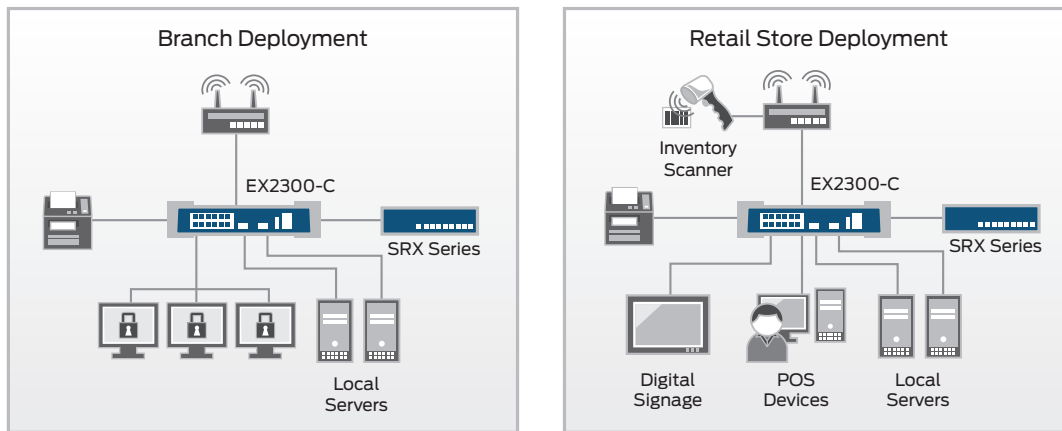 Branch Deployment
EX2300-C
SRX Series
Local
Servers
Retail Store Deployment
Inventory
Scanner
EX2300-C
SRX Series
Digital
Signage
POS
Devices
Local
Servers